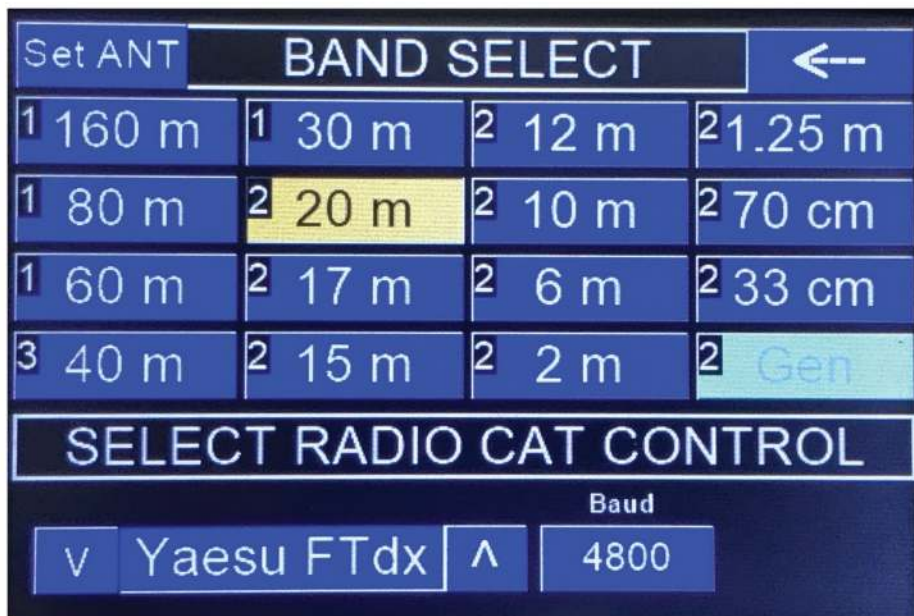 Set ANT BAND SELECT <--
1 160 m 1 30 m 2 12 m 2 1.25 m
1 80 m 2 20 m 2 10 m 2 70 cm
1 60 m 2 17 m 2 6 m 2 33 cm
3 40 m 2 15 m 2 2 m 2 Gen
SELECT RADIO CAT CONTROL
Baud
V Yaesu FTdx ^ 4800